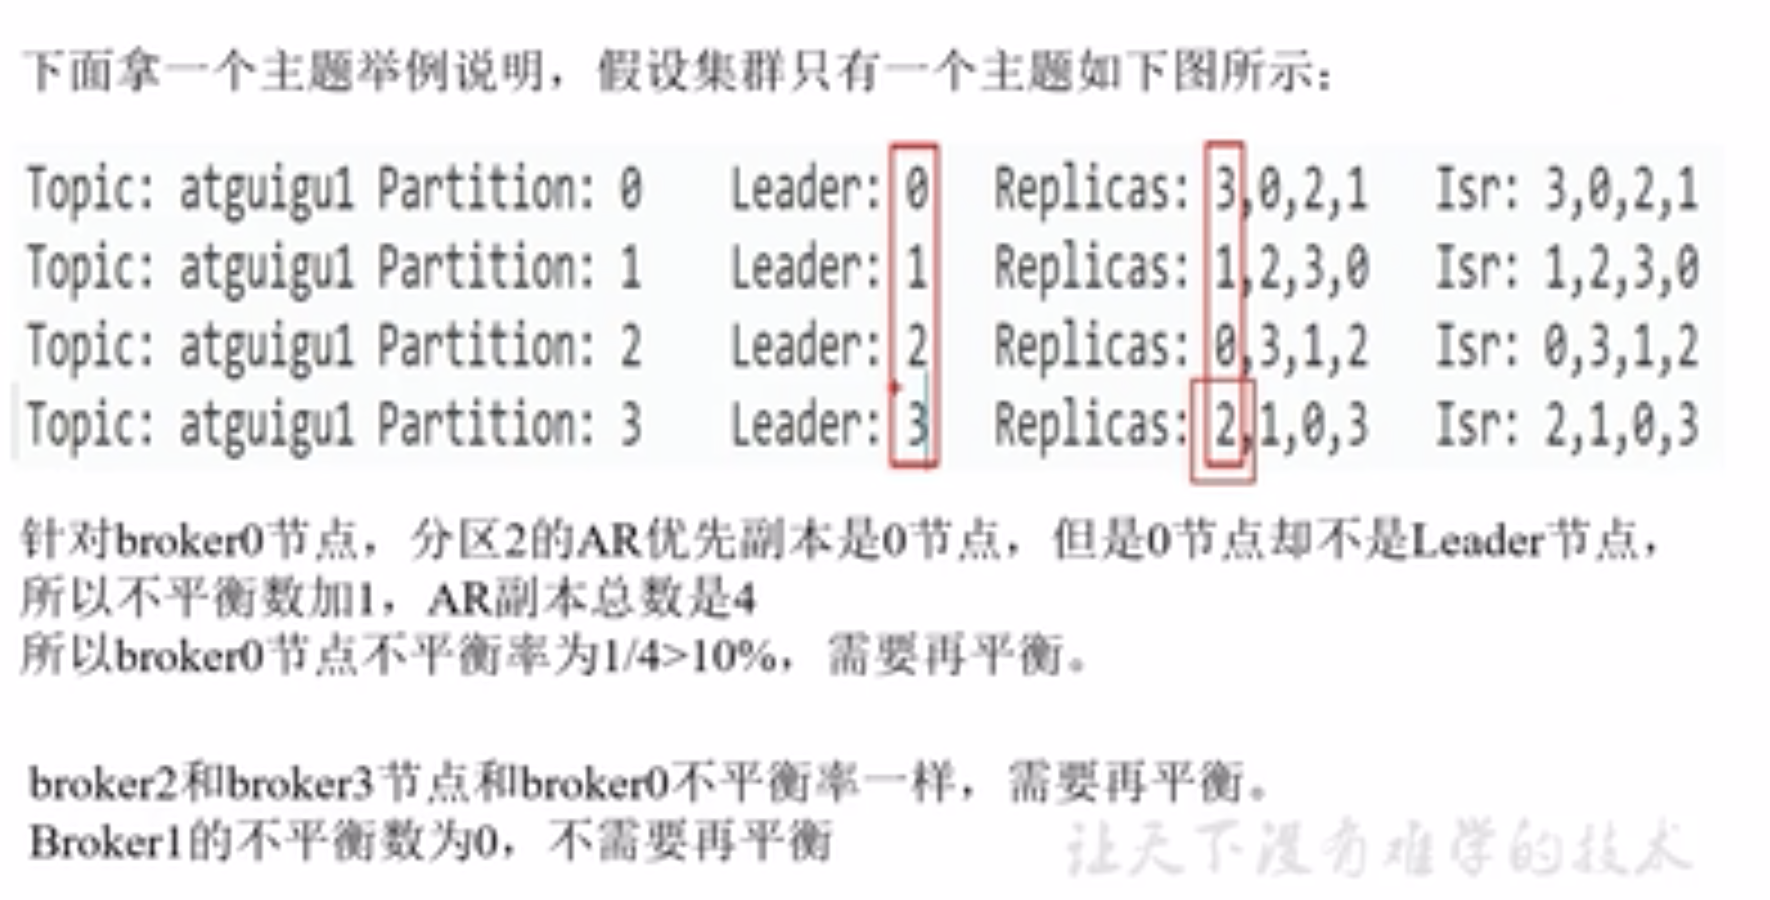 下面拿一个主题举例说明，假设集群只有一个主题如下图所示：
Topic: atguigu1 Partition: 0 Leader: 0 Replicas: 3,0,2,1 Isr: 3,0,2,1
Topic: atguigu1 Partition: 1 Leader: 1 Replicas: 1,2,3,0 Isr: 1,2,3,0
Topic: atguigu1 Partition: 2 Leader: 2 Replicas: 0,3,1,2 Isr: 0,3,1,2
Topic: atguigu1 Partition: 3 Leader: 3 Replicas: 2,1,0,3 Isr: 2,1,0,3
针对broker0节点，分区2的AR优先副本是0节点，但是0节点却不是Leader节点，
所以不平衡数加1，AR副本总数是4
所以broker0节点不平衡率为1/4>10%，需要再平衡。
broker2和broker3节点和broker0不平衡率一样，需要再平衡。
Broker1的不平衡数为0，不需要再平衡
让天下没有难学的技术